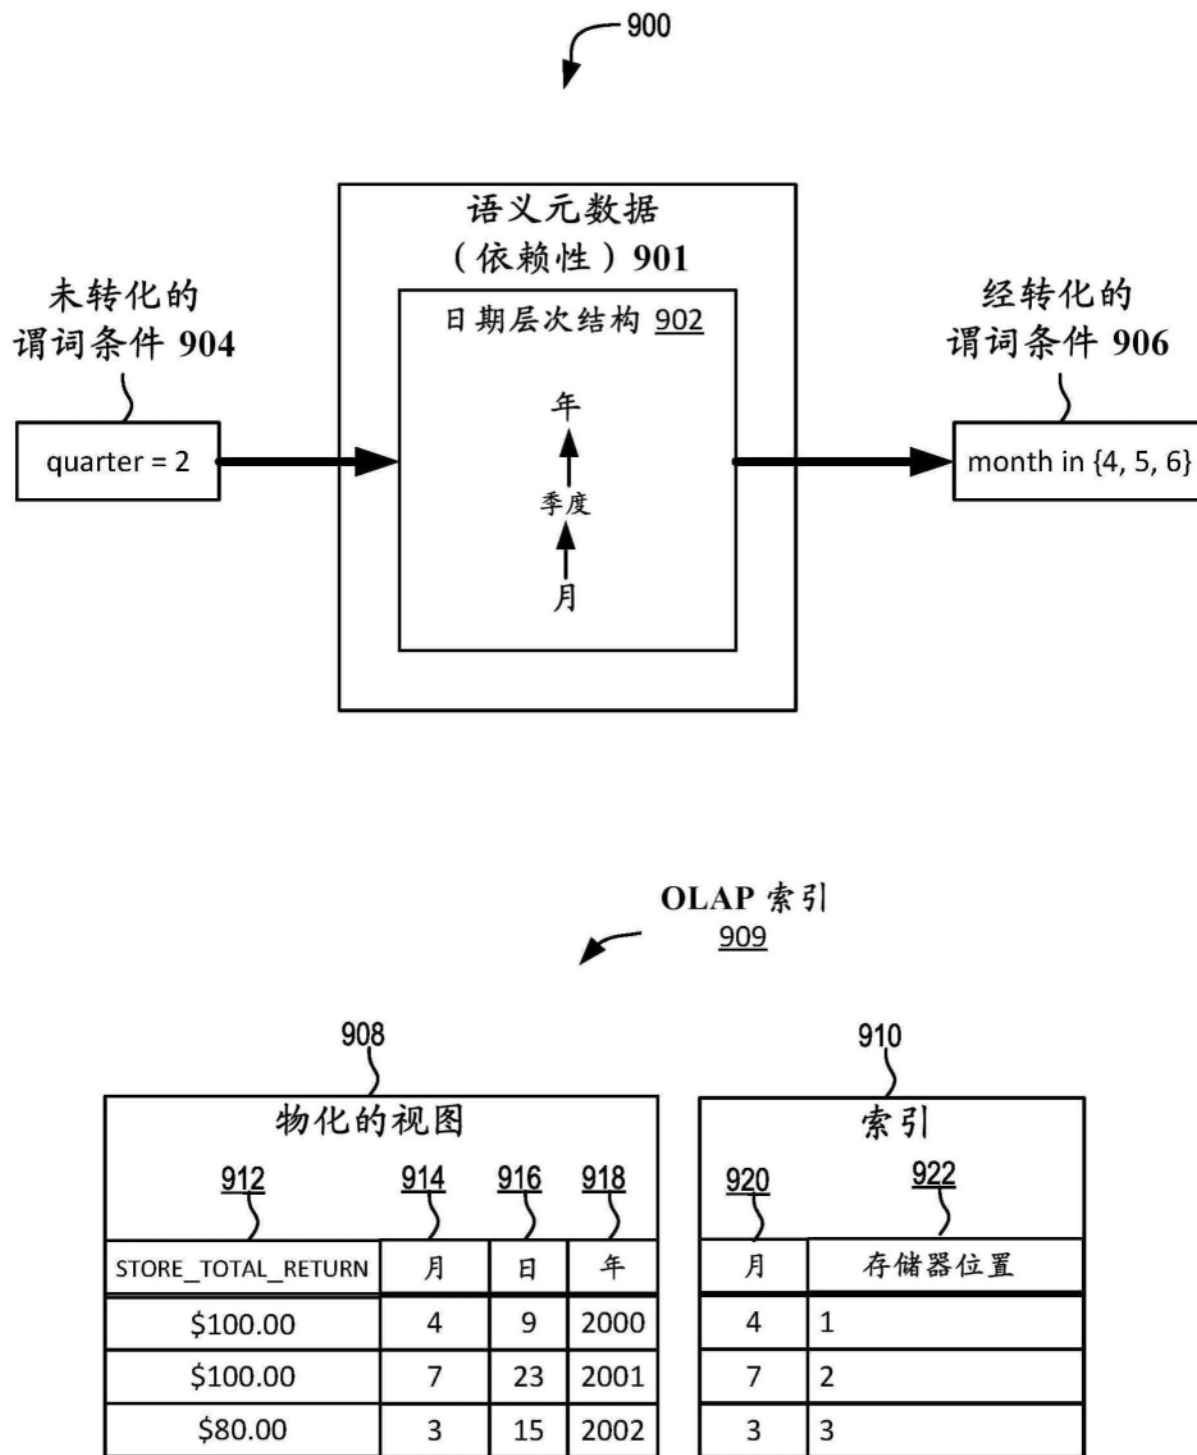 900
语义元数据
（依赖性）901
未转化的
谓词条件 904
日期层次结构 902
经转化的
谓词条件 906
年
quarter = 2
month in {4, 5, 6}
季度
月
OLAP 索引
909
908
910
物化的视图
索引
912 914 916 918
920 922
STORE_TOTAL_RETURN 月 日 年
月 存储器位置
$100.00 4 9 2000
4 1
$100.00 7 23 2001
7 2
$80.00 3 15 2002
3 3